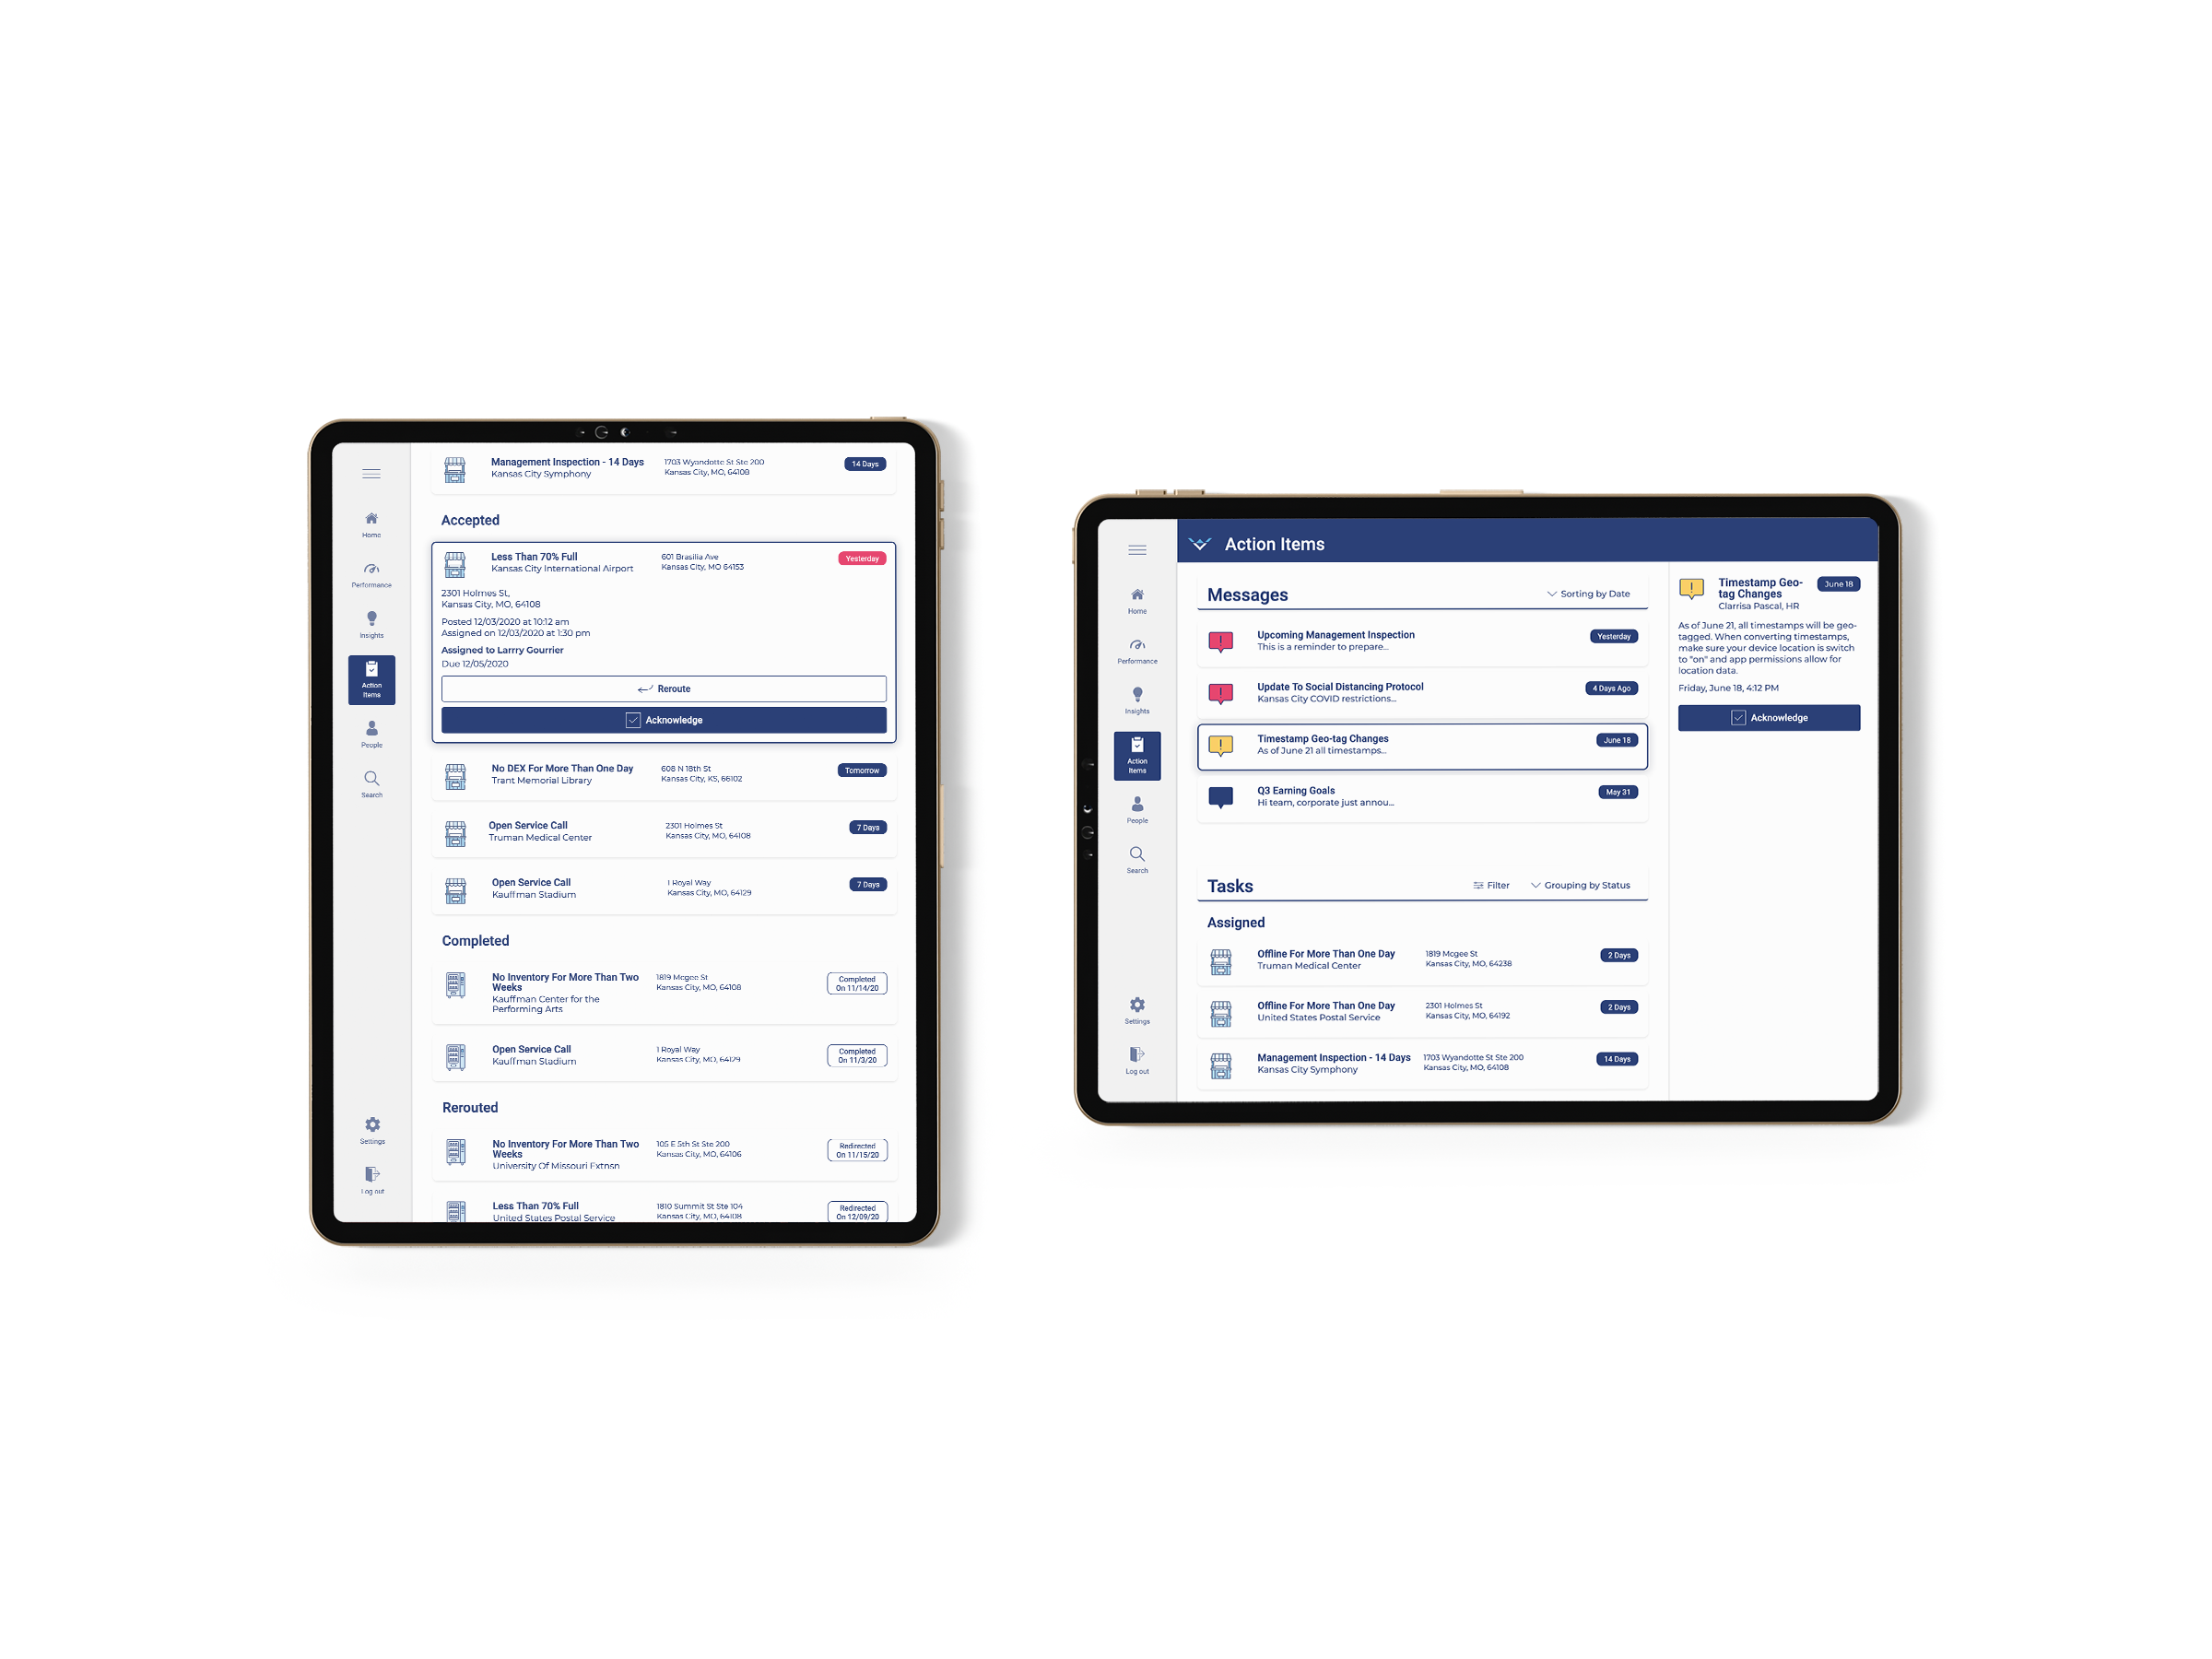 Home
Performance
Insights
Action
Items
People
Search
Settings
Log out
Management Inspection - 14 Days
Kansas City Symphony
1703 Wyandotte St Ste 200
Kansas City, MO, 64108
14 Days
Accepted
Less Than 70% Full
Kansas City International Airport
601 Brasilia Ave
Kansas City, MO 64153
Yesterday
2301 Holmes St,
Kansas City, MO, 64108
Posted 12/03/2020 at 10:12 am
Assigned on 12/03/2020 at 1:30 pm
Assigned to Larrry Gourrier
Due 12/05/2020
Reroute
Acknowledge
No DEX For More Than One Day
Trant Memorial Library
608 N 18th St
Kansas City, KS, 66102
Tomorrow
Open Service Call
Truman Medical Center
2301 Holmes St
Kansas City, MO, 64108
7 Days
Open Service Call
Kauffman Stadium
1 Royal Way
Kansas City, MO, 64129
7 Days
Completed
No Inventory For More Than Two
Weeks
Kauffman Center for the
Performing Arts
1819 Mcgee St
Kansas City, MO, 64108
Completed
On 11/14/20
Open Service Call
Kauffman Stadium
1 Royal Way
Kansas City, MO, 64129
Completed
On 11/3/20
Rerouted
No Inventory For More Than Two
Weeks
University Of Missouri Extnsn
105 E 5th St Ste 200
Kansas City, MO, 64106
Redirected
On 11/15/20
Less Than 70% Full
United States Postal Service
1810 Summit St Ste 104
Kansas City, MO, 64108
Redirected
On 12/09/20
Home
Performance
Insights
Action
Items
People
Search
Settings
Log out
Action Items
Messages
Sorting by Date
Upcoming Management Inspection
This is a reminder to prepare...
Yesterday
Update To Social Distancing Protocol
Kansas City COVID restrictions...
4 Days Ago
Timestamp Geo-tag Changes
As of June 21 all timestamps...
June 18
Q3 Earning Goals
Hi team, corporate just annou...
May 31
Tasks
Filter
Grouping by Status
Assigned
Offline For More Than One Day
Truman Medical Center
1819 Mcgee St
Kansas City, MO, 64238
2 Days
Offline For More Than One Day
United States Postal Service
2301 Holmes St
Kansas City, MO, 64192
2 Days
Management Inspection - 14 Days
Kansas City Symphony
1703 Wyandotte St Ste 200
Kansas City, MO, 64108
14 Days
Timestamp Geo-
tag Changes
Clarrisa Pascal, HR
June 18
As of June 21, all timestamps will be geo-
tagged. When converting timestamps,
make sure your device location is switch
to "on" and app permissions allow for
location data.
Friday, June 18, 4:12 PM
Acknowledge